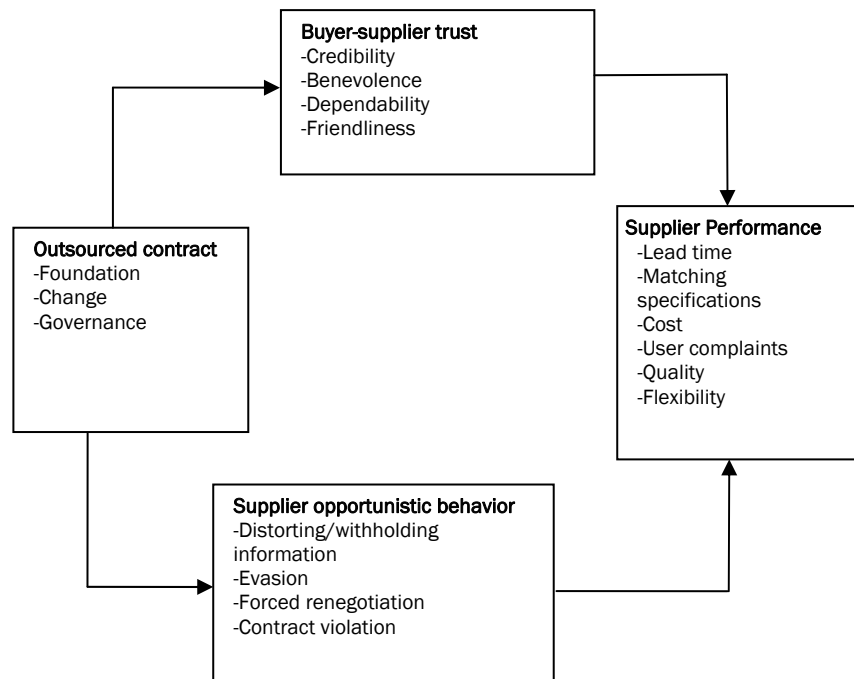 Buyer-supplier trust
-Credibility
-Benevolence
-Dependability
-Friendliness
Outsourced contract
-Foundation
-Change
-Governance
Supplier Performance
-Lead time
-Matching
specifications
-Cost
-User complaints
-Quality
-Flexibility
Supplier opportunistic behavior
-Distorting/withholding
information
-Evasion
-Forced renegotiation
-Contract violation